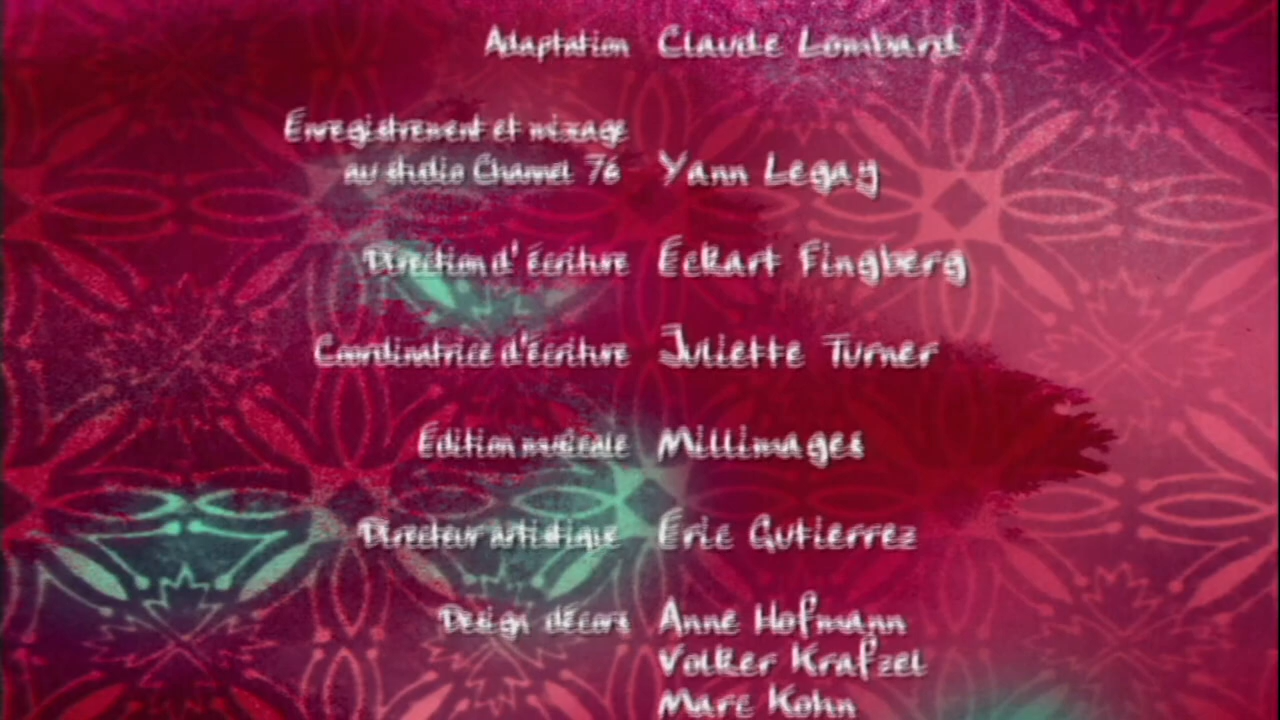 Adaptation Claude Lombard
Enregistrement et mixage
au studio Channel 76 Yann Legay
Direction d'écriture Eckart Fingberg
Coordinatrice d'écriture Juliette Turner
Edition musicale Millimages
Directeur artistique Eric Gutierrez
Design décors Anne Hofmann
Volker Krafzel
Marc Kohn